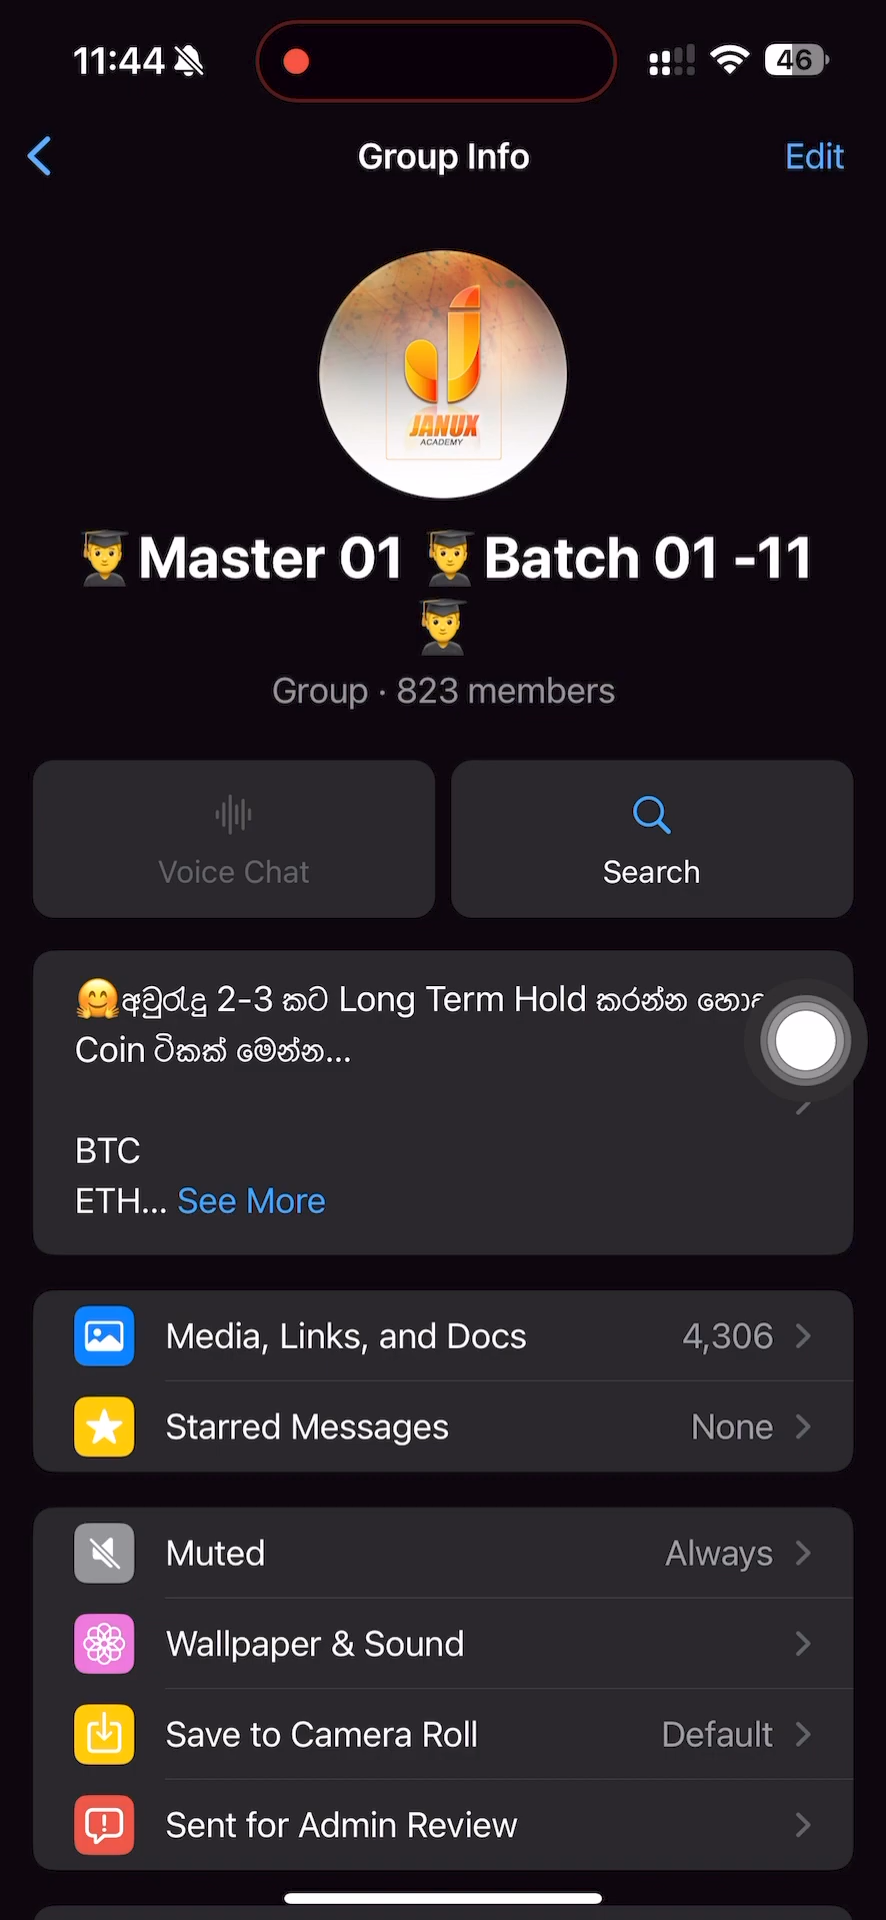 11:44
46
Group Info
Edit
JANUX
ACADEMY
👨‍🎓Master 01 👨‍🎓Batch 01 -11
👨‍🎓
Group · 823 members
Voice Chat
Search
🤗අවුරුදු 2-3 කට Long Term Hold කරන්න
Coin ටිකක් මෙන්න...
BTC
ETH... See More
Media, Links, and Docs 4,306
Starred Messages None
Muted Always
Wallpaper & Sound
Save to Camera Roll Default
Sent for Admin Review